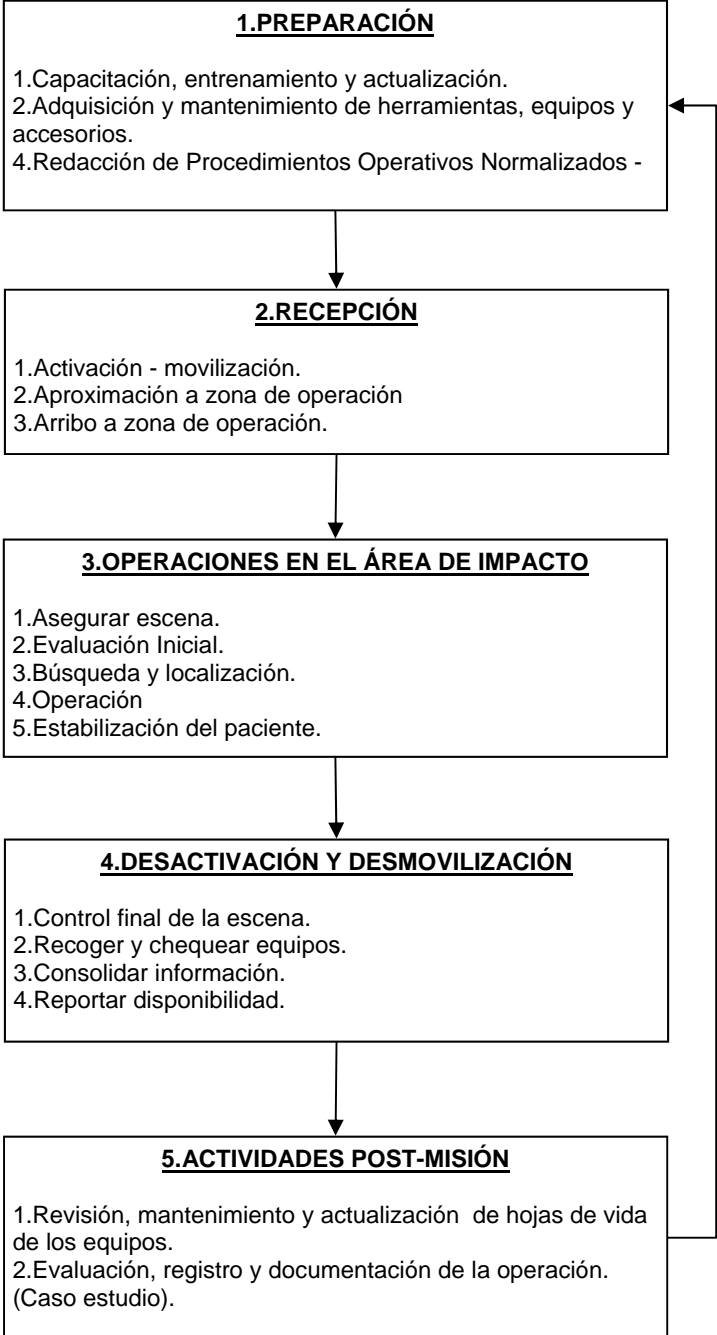 1.PREPARACIÓN
1.Capacitación, entrenamiento y actualización.
2.Adquisición y mantenimiento de herramientas, equipos y
accesorios.
4.Redacción de Procedimientos Operativos Normalizados -
2.RECEPCIÓN
1.Activación - movilización.
2.Aproximación a zona de operación
3.Arribo a zona de operación.
3.OPERACIONES EN EL ÁREA DE IMPACTO
1.Asegurar escena.
2.Evaluación Inicial.
3.Búsqueda y localización.
4.Operación
5.Estabilización del paciente.
4.DESACTIVACIÓN Y DESMOVILIZACIÓN
1.Control final de la escena.
2.Recoger y chequear equipos.
3.Consolidar información.
4.Reportar disponibilidad.
5.ACTIVIDADES POST-MISIÓN
1.Revisión, mantenimiento y actualización de hojas de vida
de los equipos.
2.Evaluación, registro y documentación de la operación.
(Caso estudio).